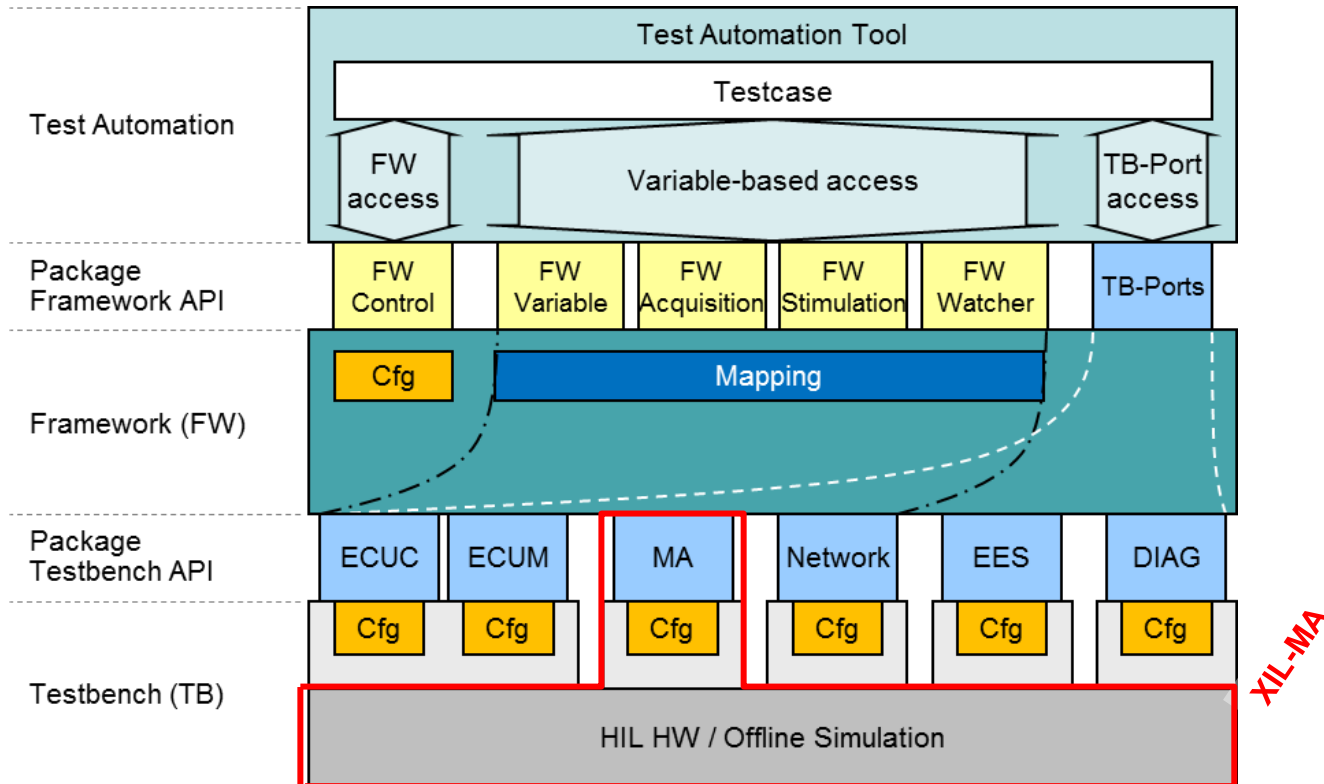 Test Automation Tool
Testcase
Test Automation
FW
access
Variable-based access
TB-Port
access
Package
Framework API
FW
Control
FW
Variable
FW
Acquisition
FW
Stimulation
FW
Watcher
TB-Ports
Framework (FW)
Cfg
Mapping
Package
Testbench API
ECUC
ECUM
MA
Network
EES
DIAG
Testbench (TB)
Cfg
Cfg
Cfg
Cfg
Cfg
Cfg
XIL-MA
HIL HW / Offline Simulation